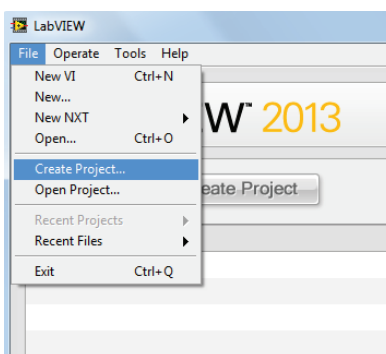 LabVIEW
File Operate Tools Help
New VI Ctrl+N
New...
New NXT
Open... Ctrl+O
Create Project...
Open Project...
Recent Projects
Recent Files
Exit Ctrl+Q
W™ 2013
eate Project